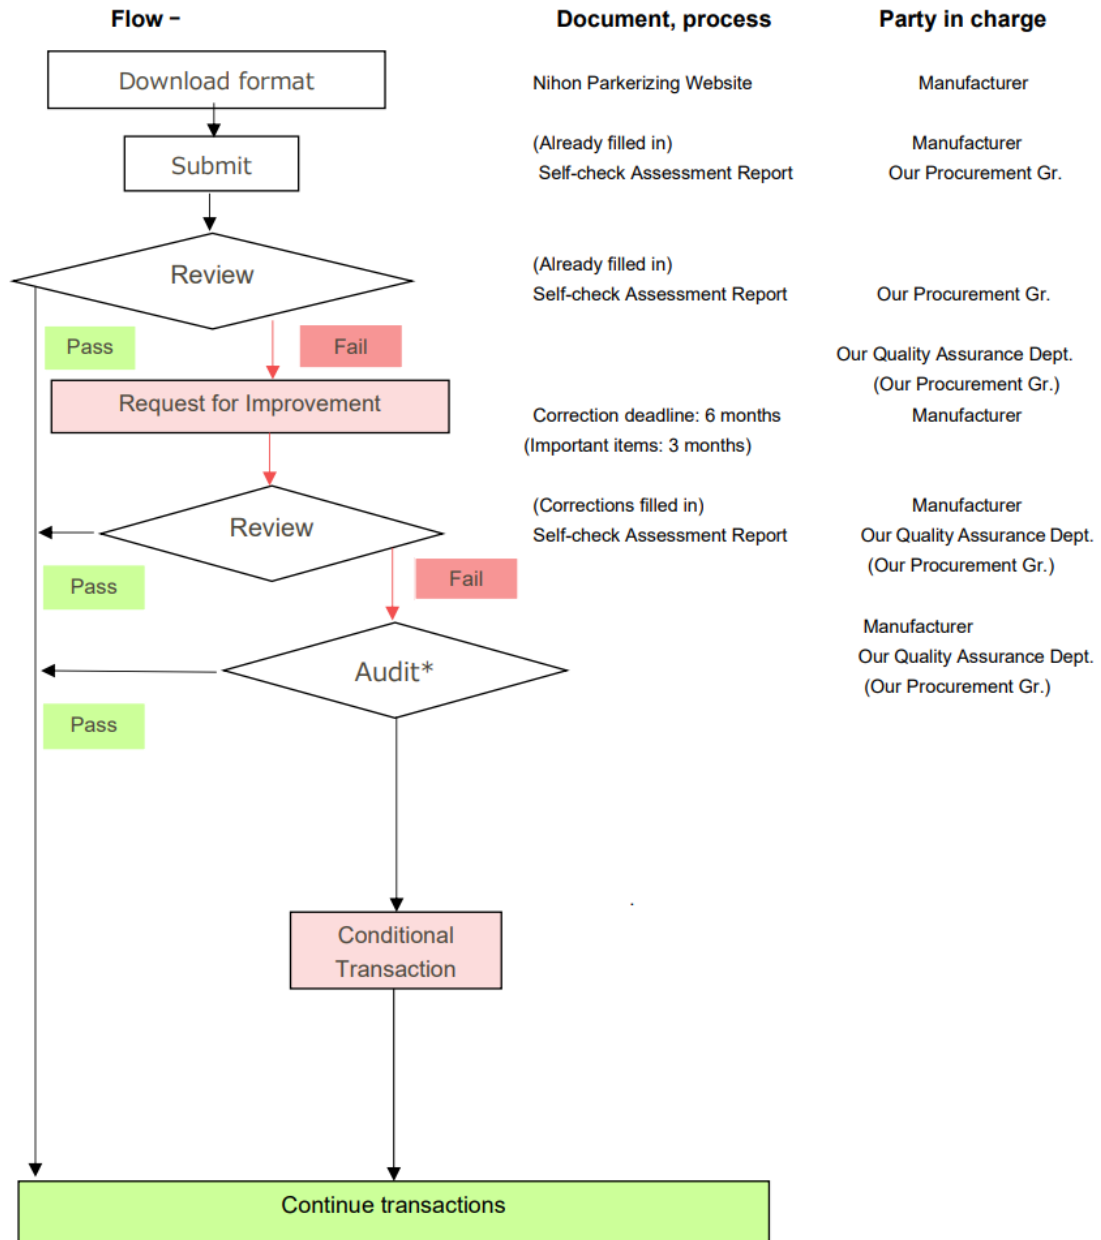 Flow – Document, process Party in charge
Download format Nihon Parkerizing Website Manufacturer
(Already filled in) Manufacturer
Submit Self-check Assessment Report Our Procurement Gr.
(Already filled in)
Review Self-check Assessment Report Our Procurement Gr.
Pass Fail Our Quality Assurance Dept.
(Our Procurement Gr.)
Request for Improvement Correction deadline: 6 months Manufacturer
(Important items: 3 months)
(Corrections filled in) Manufacturer
Review Self-check Assessment Report Our Quality Assurance Dept.
(Our Procurement Gr.)
Pass Fail
Manufacturer
Our Quality Assurance Dept.
Audit* (Our Procurement Gr.)
Pass
.
Conditional
Transaction
Continue transactions